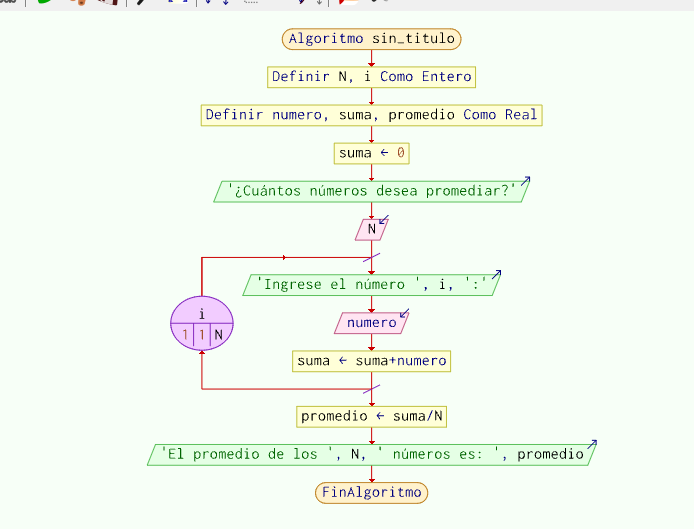 Algoritmo sin_titulo
Definir N, i Como Entero
Definir numero, suma, promedio Como Real
suma ← 0
'¿Cuántos números desea promediar?'
N
'Ingrese el número ', i, ':'
i
1 1 N
numero
suma ← suma+numero
promedio ← suma/N
'El promedio de los ', N, ' números es: ', promedio
FinAlgoritmo